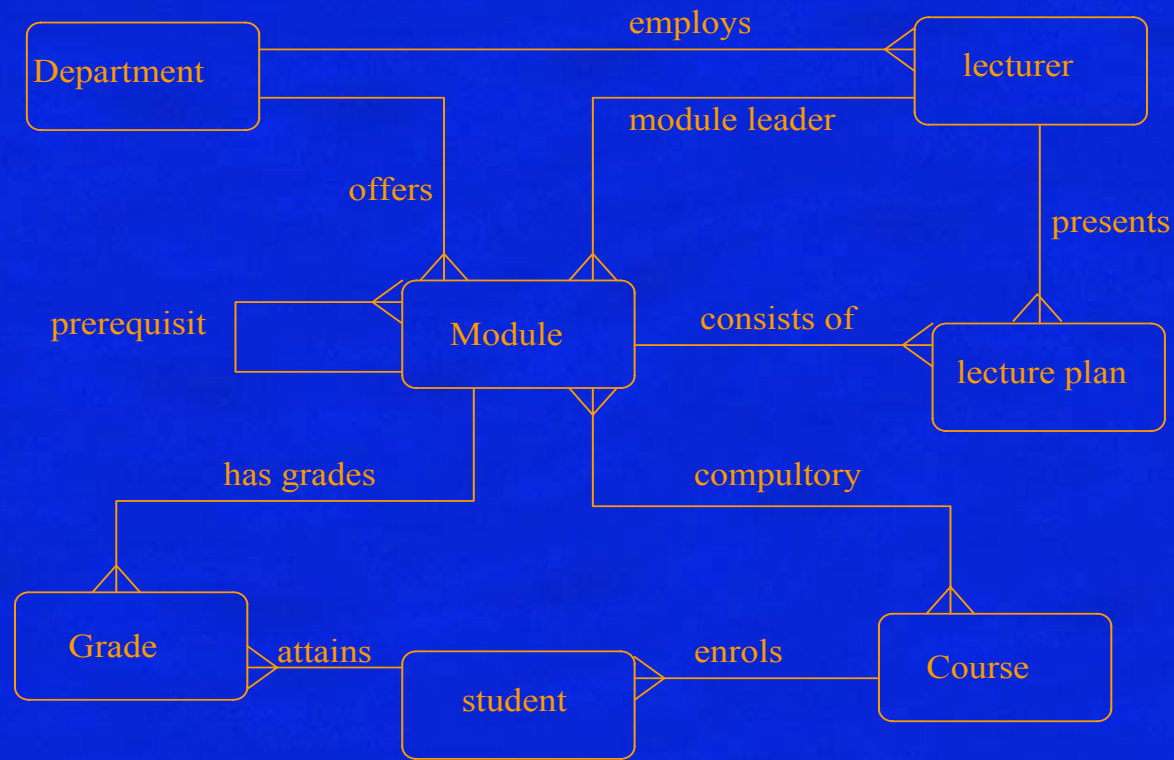 employs
Department
lecturer
module leader
offers
presents
prerequisit
Module
consists of
lecture plan
has grades
compultory
Grade
attains
enrols
Course
student